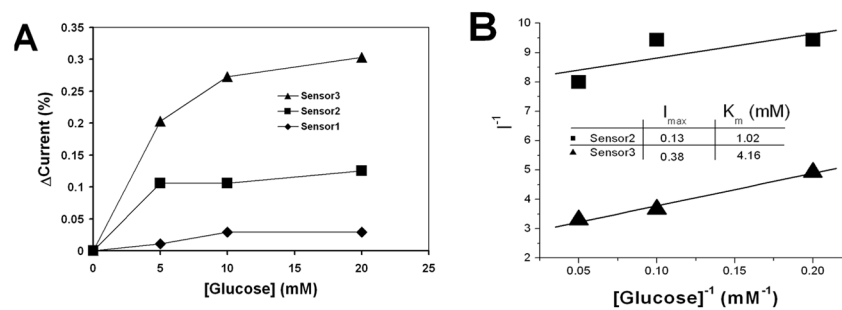 A
0.35
0.3
0.25
0.2
0.15
0.1
0.05
0
ΔCurrent (%)
Sensor3
Sensor2
Sensor1
0 5 10 15 20 25
[Glucose] (mM)
B
10
9
8
7
6
5
4
3
2
I⁻¹
Imax Km (mM)
Sensor2 0.13 1.02
Sensor3 0.38 4.16
0.05 0.10 0.15 0.20
[Glucose]⁻¹ (mM⁻¹)